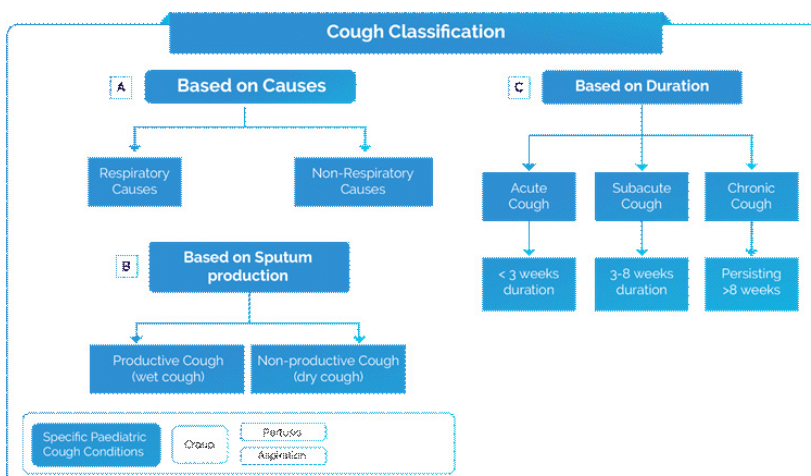 Cough Classification
A
Based on Causes
Respiratory
Causes
Non-Respiratory
Causes
B
Based on Sputum
production
Productive Cough
(wet cough)
Non-productive Cough
(dry cough)
C
Based on Duration
Acute
Cough
Subacute
Cough
Chronic
Cough
< 3 weeks
duration
3-8 weeks
duration
Persisting
>8 weeks
Specific Paediatric
Cough Conditions
Croup
Aspiration